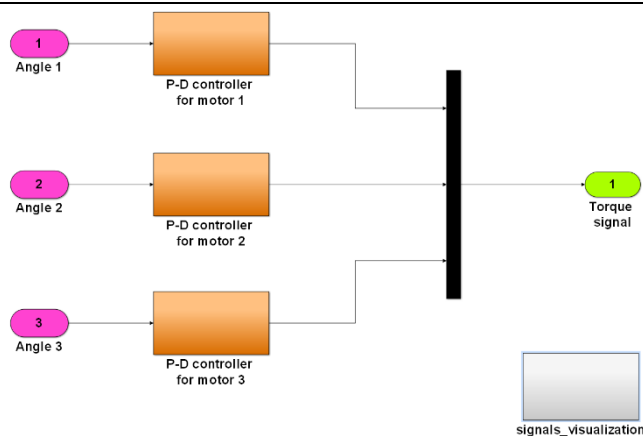 1
Angle 1
P-D controller
for motor 1
2
Angle 2
P-D controller
for motor 2
1
Torque
signal
3
Angle 3
P-D controller
for motor 3
signals_visualization